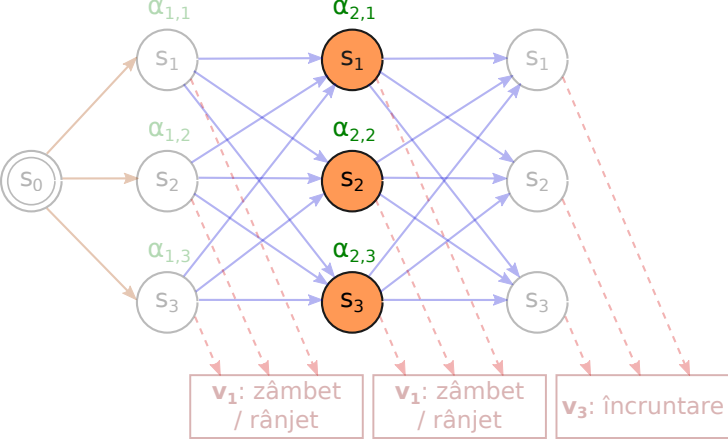 α1,1 α2,1
s1 s1 s1
α1,2 α2,2
s0 s2 s2 s2
α1,3 α2,3
s3 s3 s3
v1: zâmbet v1: zâmbet v3: încruntare
/ rânjet / rânjet